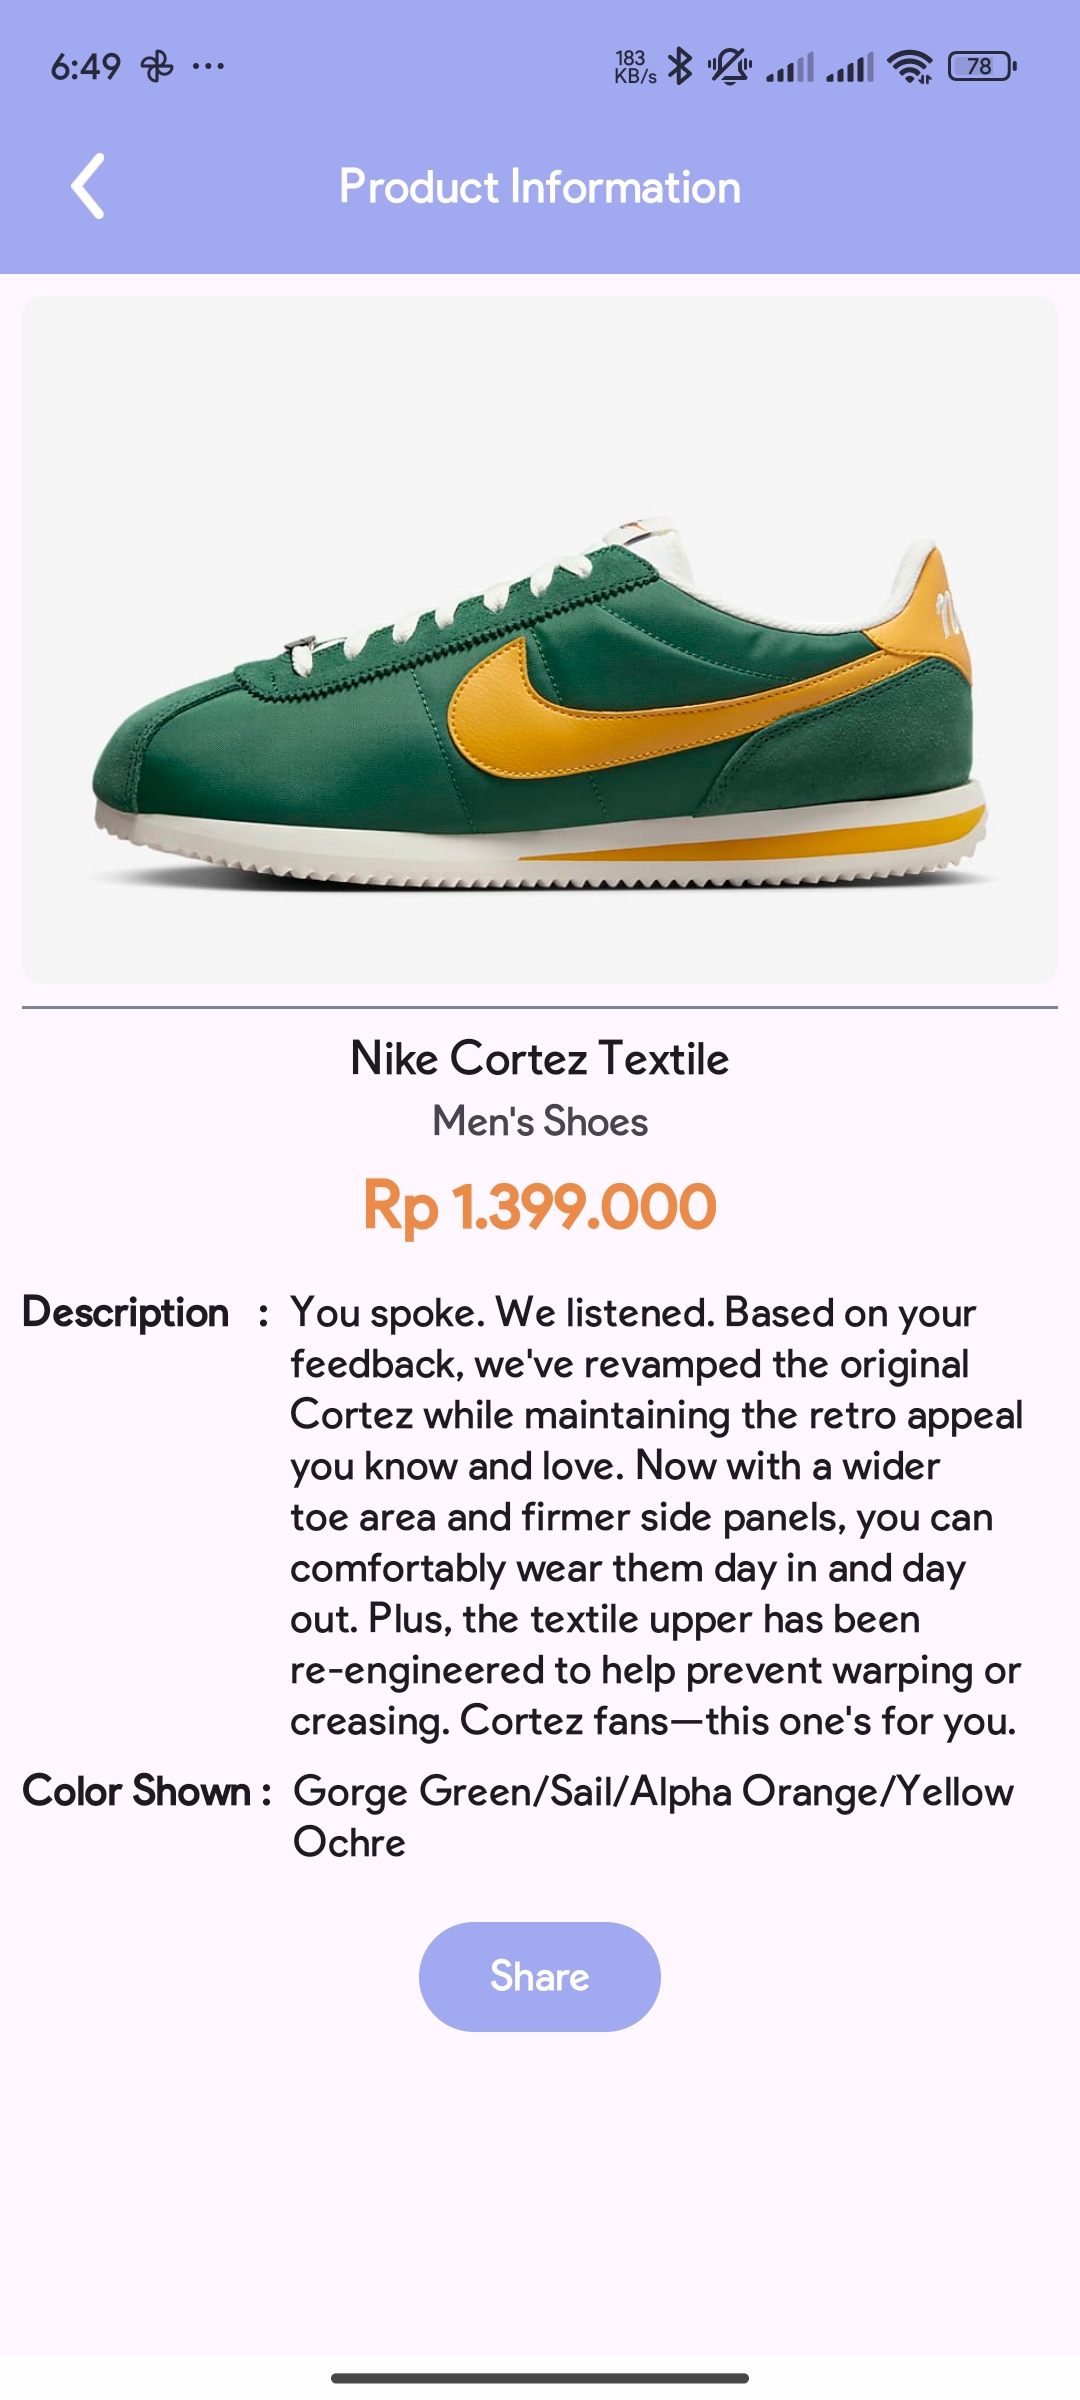 6:49 ...
183
KB/s
78
Product Information
Nike Cortez Textile
Men's Shoes
Rp 1.399.000
Description : You spoke. We listened. Based on your
feedback, we've revamped the original
Cortez while maintaining the retro appeal
you know and love. Now with a wider
toe area and firmer side panels, you can
comfortably wear them day in and day
out. Plus, the textile upper has been
re-engineered to help prevent warping or
creasing. Cortez fans—this one's for you.
Color Shown : Gorge Green/Sail/Alpha Orange/Yellow
Ochre
Share